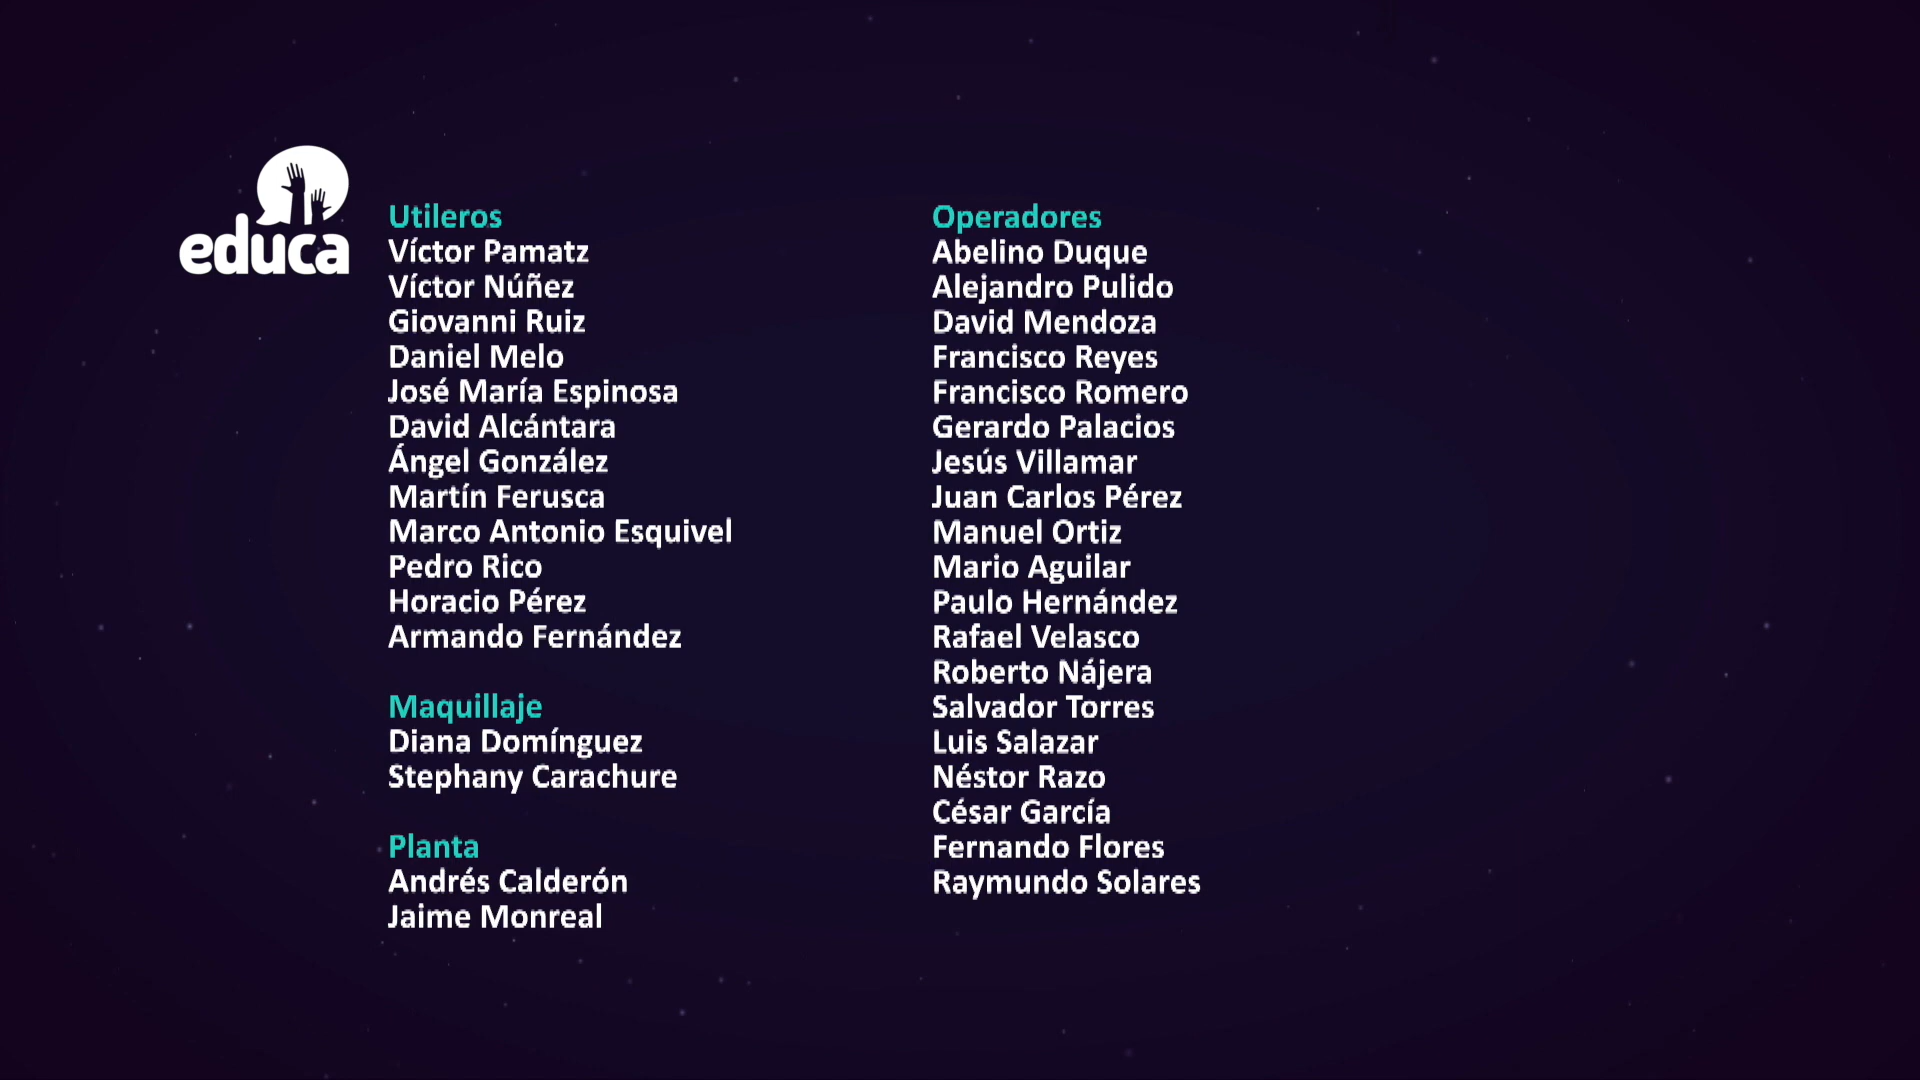 educa
Utileros
Víctor Pamatz
Víctor Núñez
Giovanni Ruiz
Daniel Melo
José María Espinosa
David Alcántara
Ángel González
Martín Ferusca
Marco Antonio Esquivel
Pedro Rico
Horacio Pérez
Armando Fernández
Maquillaje
Diana Domínguez
Stephany Carachure
Planta
Andrés Calderón
Jaime Monreal
Operadores
Abelino Duque
Alejandro Pulido
David Mendoza
Francisco Reyes
Francisco Romero
Gerardo Palacios
Jesús Villamar
Juan Carlos Pérez
Manuel Ortiz
Mario Aguilar
Paulo Hernández
Rafael Velasco
Roberto Nájera
Salvador Torres
Luis Salazar
Néstor Razo
César García
Fernando Flores
Raymundo Solares